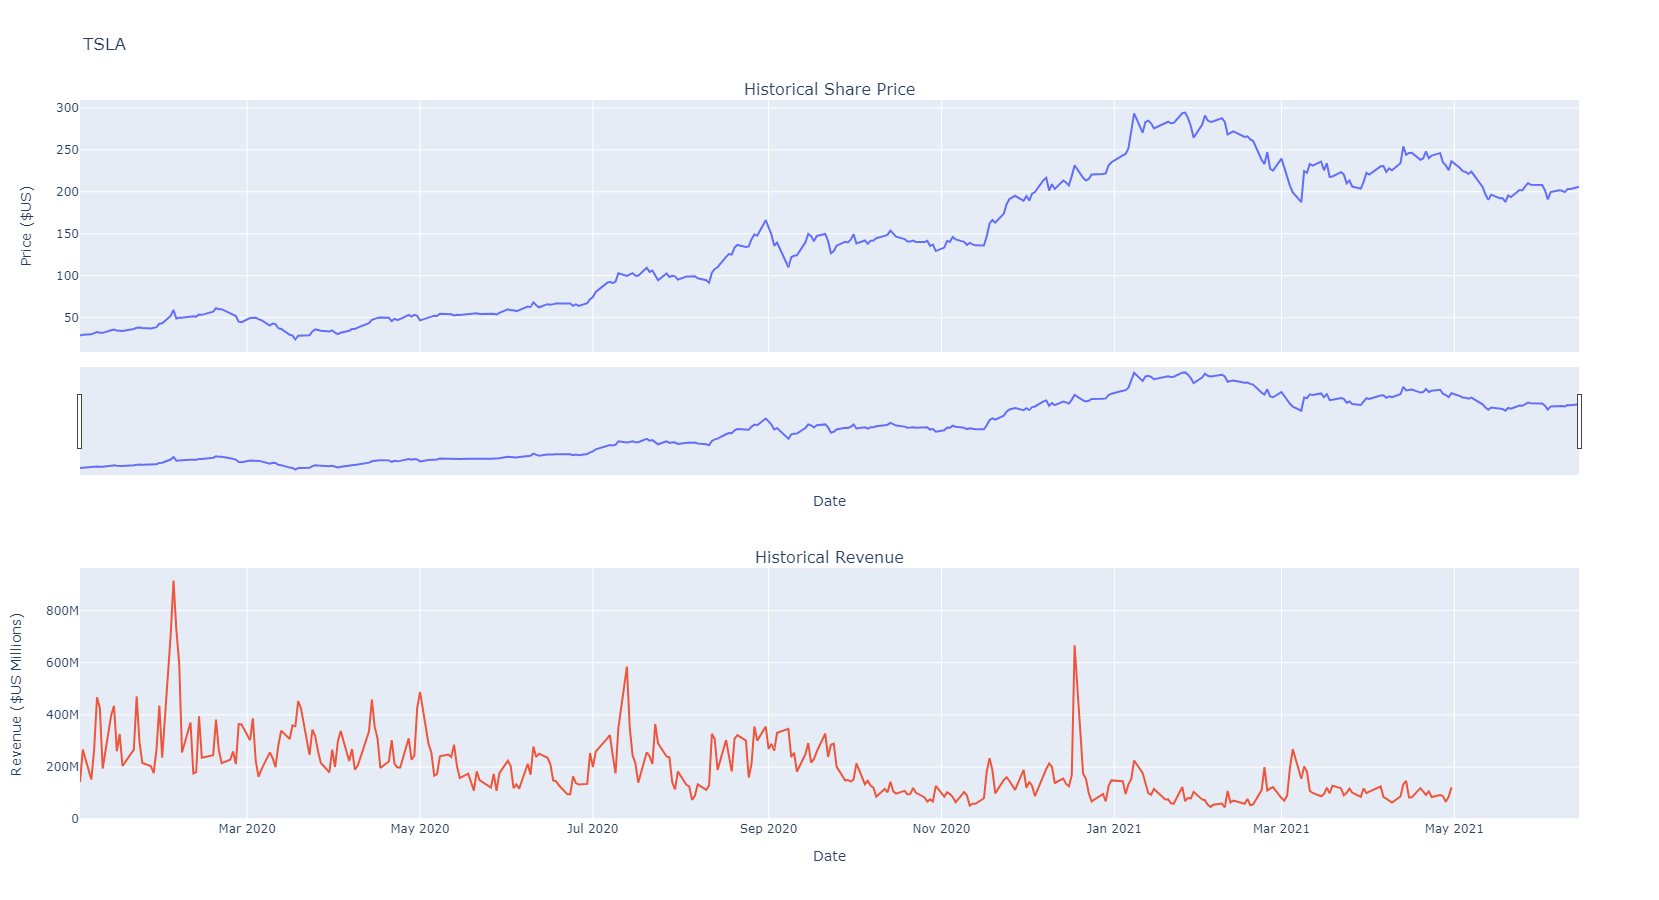 TSLA
Historical Share Price
300
250
200
150
100
50
Price ($US)
Date
Historical Revenue
800M
600M
400M
200M
0
Revenue ($US Millions)
Mar 2020 May 2020 Jul 2020 Sep 2020 Nov 2020 Jan 2021 Mar 2021 May 2021
Date